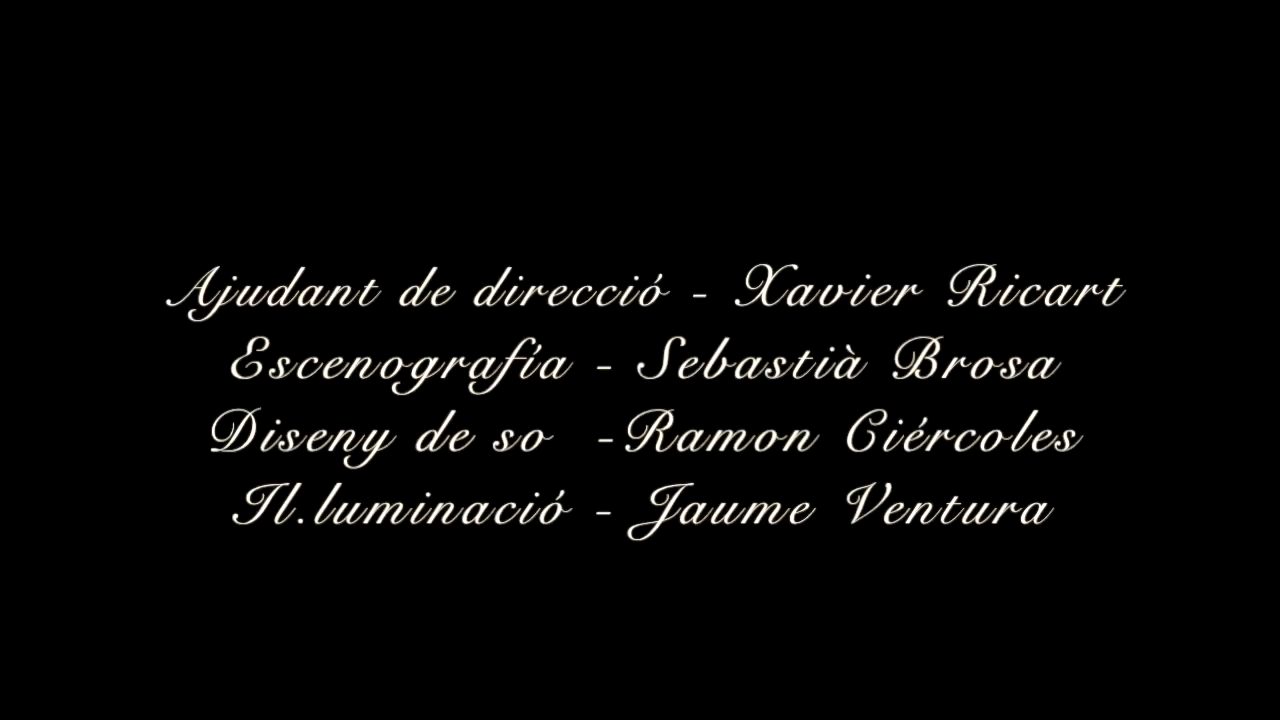 Ajudant de direcció - Xavier Ricart
Escenografía - Sebastià Brosa
Diseny de so -Ramon Ciércoles
Il.luminació - Jaume Ventura